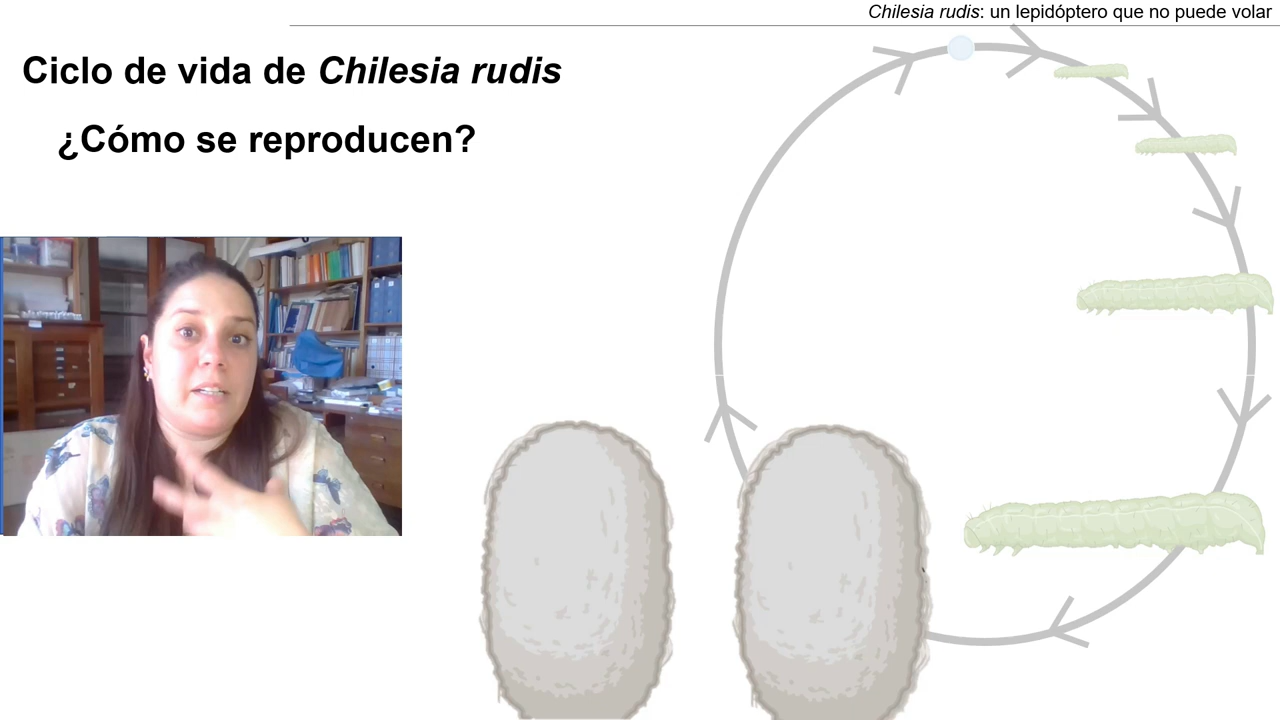 Chilesia rudis: un lepidóptero que no puede volar
Ciclo de vida de Chilesia rudis
¿Cómo se reproducen?